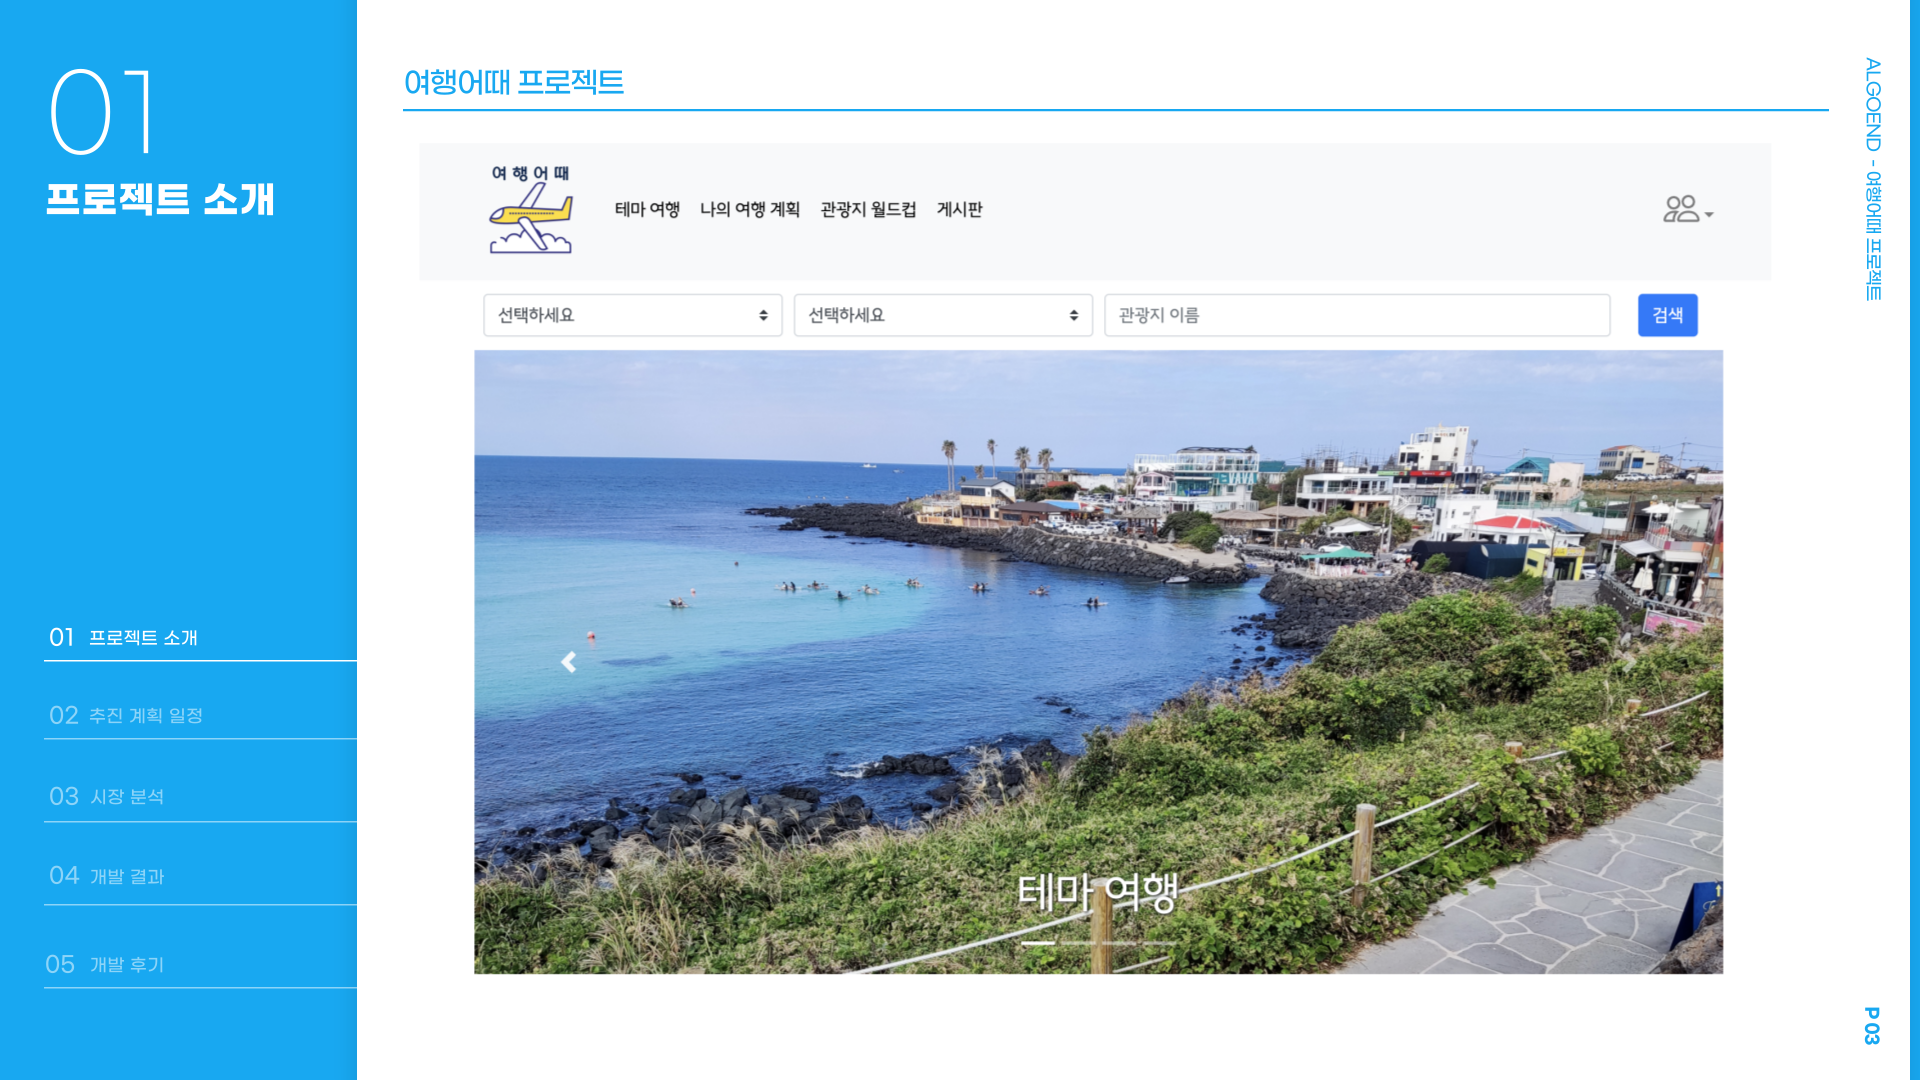 01
프로젝트 소개
01 프로젝트 소개
02 추진 계획 일정
03 시장 분석
04 개발 결과
05 개발 후기
여행어때 프로젝트
여행어때
테마 여행 나의 여행 계획 관광지 월드컵 게시판
선택하세요 선택하세요 관광지 이름 검색
테마 여행
ALGOEND - 여행어때 프로젝트
P 03